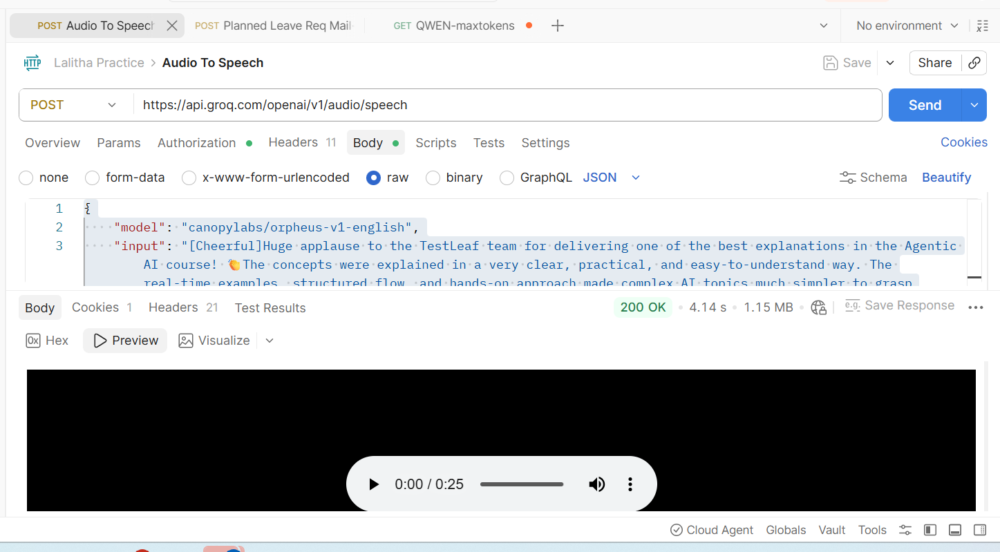 POST Audio To Speech
POST Planned Leave Req Mail
GET QWEN-maxtokens
No environment
HTTP
Lalitha Practice > Audio To Speech
Save
Share
POST
https://api.groq.com/openai/v1/audio/speech
Send
Overview Params Authorization Headers 11 Body Scripts Tests Settings
Cookies
none form-data x-www-form-urlencoded raw binary GraphQL JSON
Schema Beautify
1 {
2 "model": "canopylabs/orpheus-v1-english",
3 "input": "[Cheerful]Huge applause to the TestLeaf team for delivering one of the best explanations in the Agentic
AI course! 👏The concepts were explained in a very clear, practical, and easy-to-understand way. The
real-time examples, structured flow, and hands-on approach made complex AI topics much simpler to grasp
Body Cookies 1 Headers 21 Test Results
200 OK • 4.14 s • 1.15 MB
e.g. Save Response
0x Hex Preview Visualize
0:00 / 0:25
Cloud Agent Globals Vault Tools